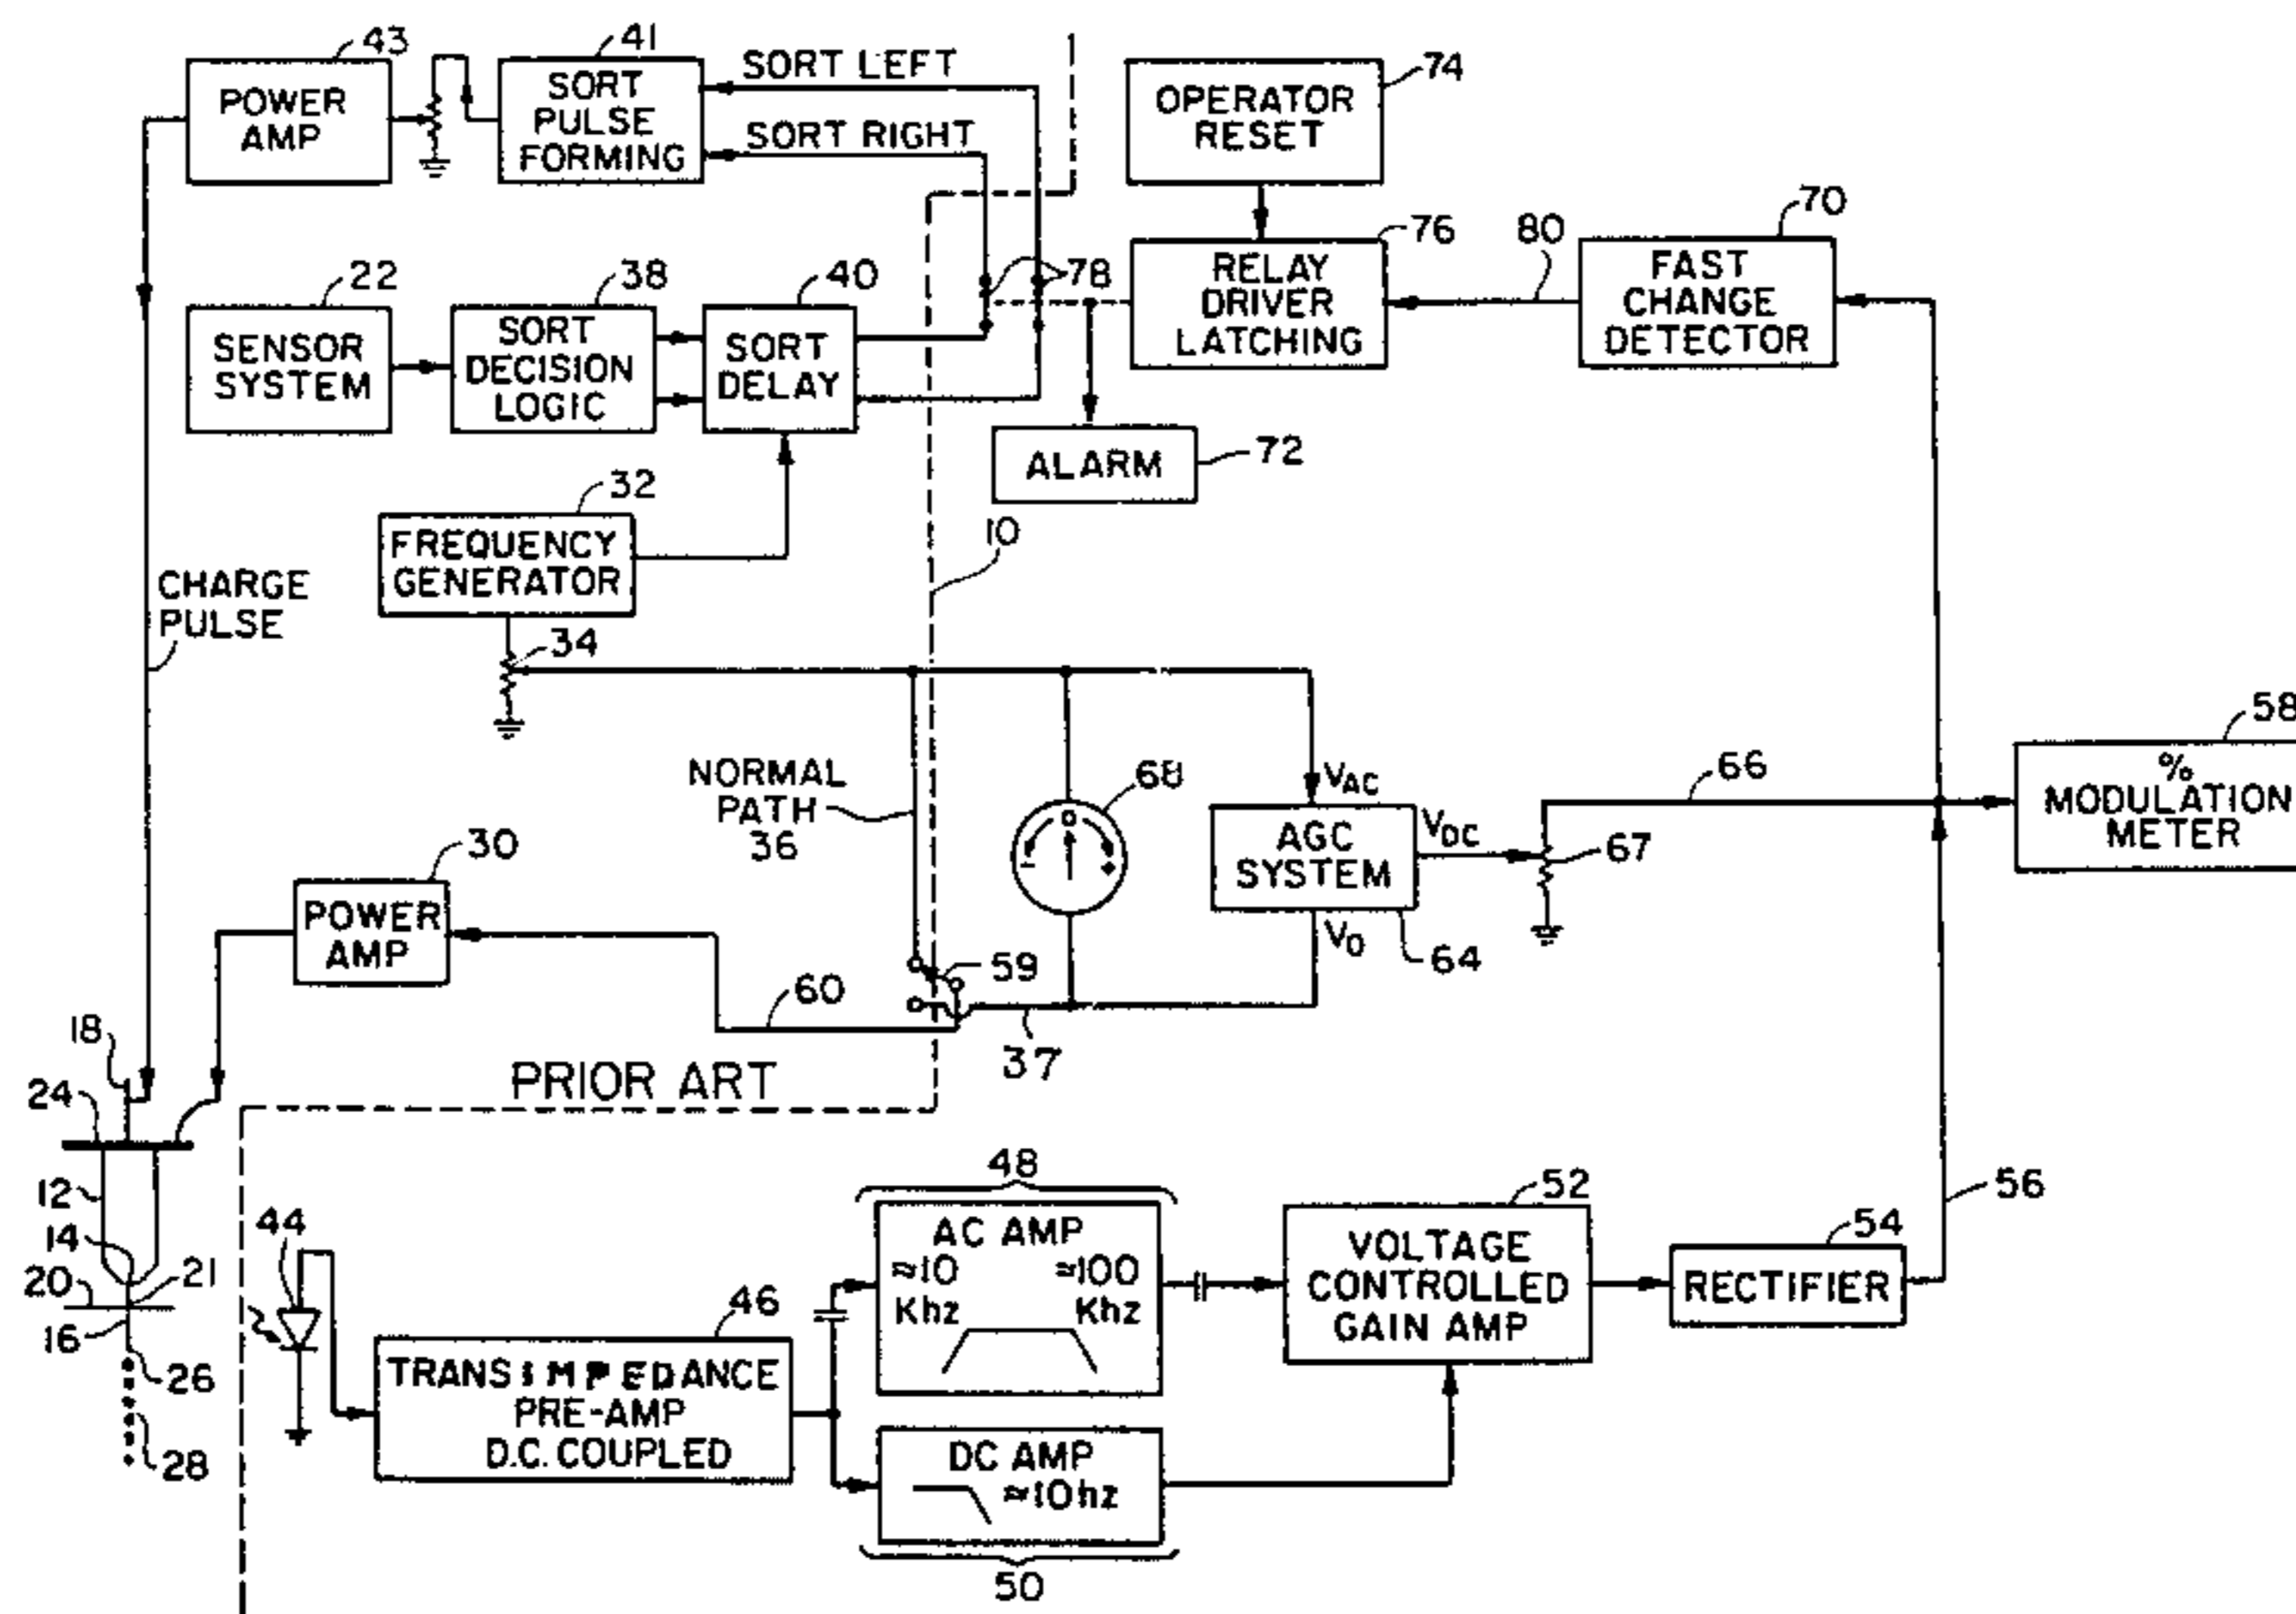 43
POWER
AMP
41
SORT
PULSE
FORMING
SORT LEFT
SORT RIGHT
OPERATOR
RESET
74
22
SENSOR
SYSTEM
38
SORT
DECISION
LOGIC
40
SORT
DELAY
78
76
RELAY
DRIVER
LATCHING
80
70
FAST
CHANGE
DETECTOR
ALARM
72
32
FREQUENCY
GENERATOR
10
CHARGE
PULSE
34
NORMAL
PATH
36
68
0
-
VAC
AGC
SYSTEM
VDC
VO
64
66
67
58
%
MODULATION
METER
30
POWER
AMP
59
60
37
PRIOR ART
18
24
12
14
21
20
16
26
28
44
46
TRANSIMPEDANCE
PRE-AMP
D.C. COUPLED
48
AC AMP
≈10
Khz
≈100
Khz
DC AMP
≈10hz
50
52
VOLTAGE
CONTROLLED
GAIN AMP
54
RECTIFIER
56